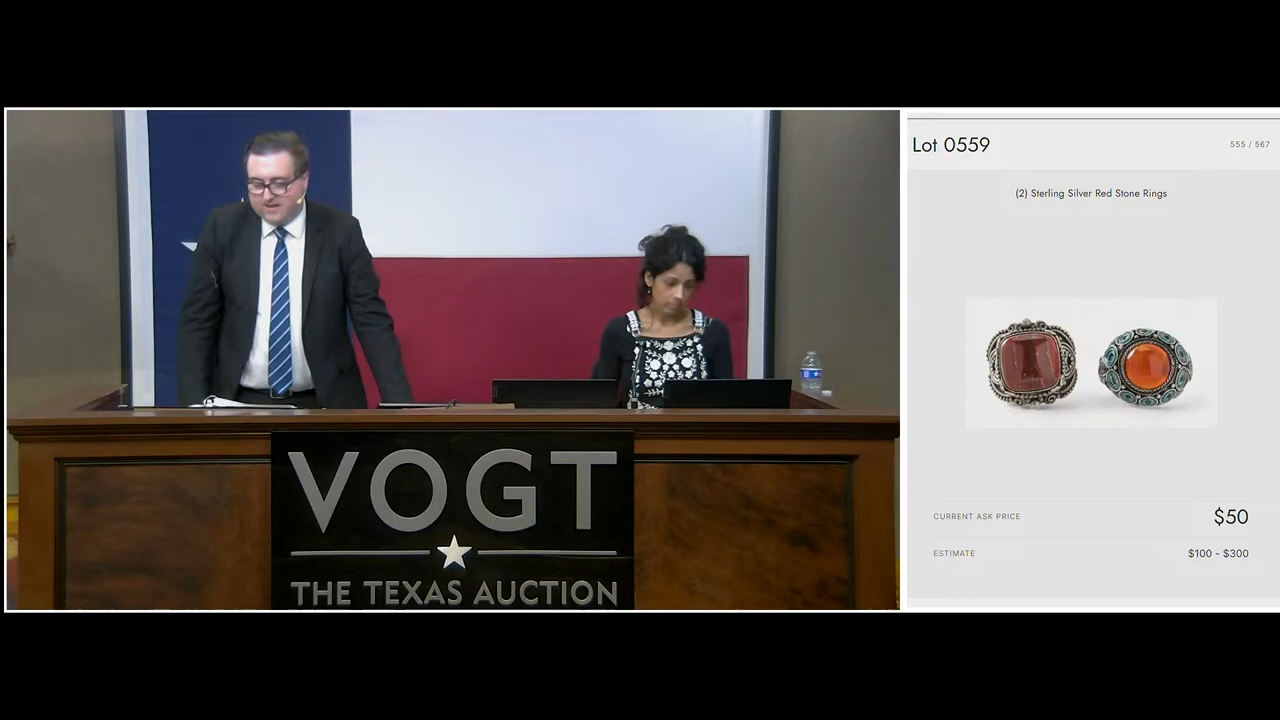 Lot 0559
555 / 567
(2) Sterling Silver Red Stone Rings
CURRENT ASK PRICE
$50
ESTIMATE
$100 - $300
VOGT
THE TEXAS AUCTION